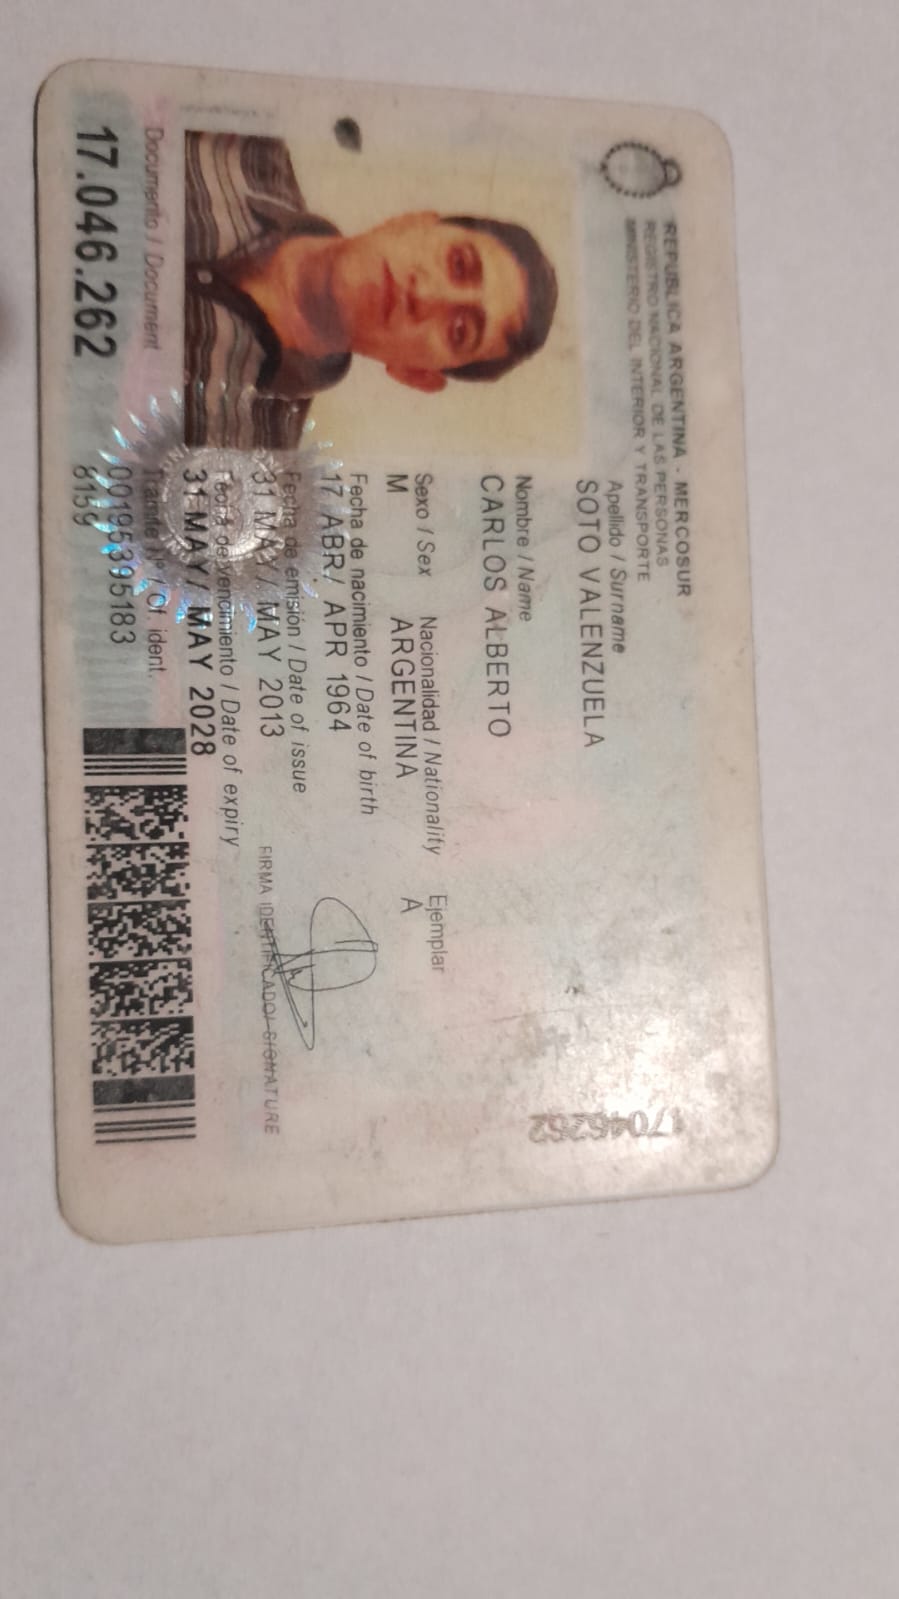 REPUBLICA ARGENTINA - MERCOSUR
REGISTRO NACIONAL DE LAS PERSONAS
MINISTERIO DEL INTERIOR Y TRANSPORTE
Apellido / Surname
SOTO VALENZUELA
Nombre / Name
CARLOS ALBERTO
Sexo / Sex Nacionalidad / Nationality Ejemplar
M ARGENTINA A
Fecha de nacimiento / Date of birth
17 ABR/ APR 1964
Fecha de emisión / Date of issue
31 MAY/ MAY 2013
Fecha de vencimiento / Date of expiry
31 MAY/ MAY 2028
FIRMA IDENTIFICADO/ SIGNATURE
Documento / Document
17.046.262
Trámite Nº / Of. ident.
00195395183
8159
17046262